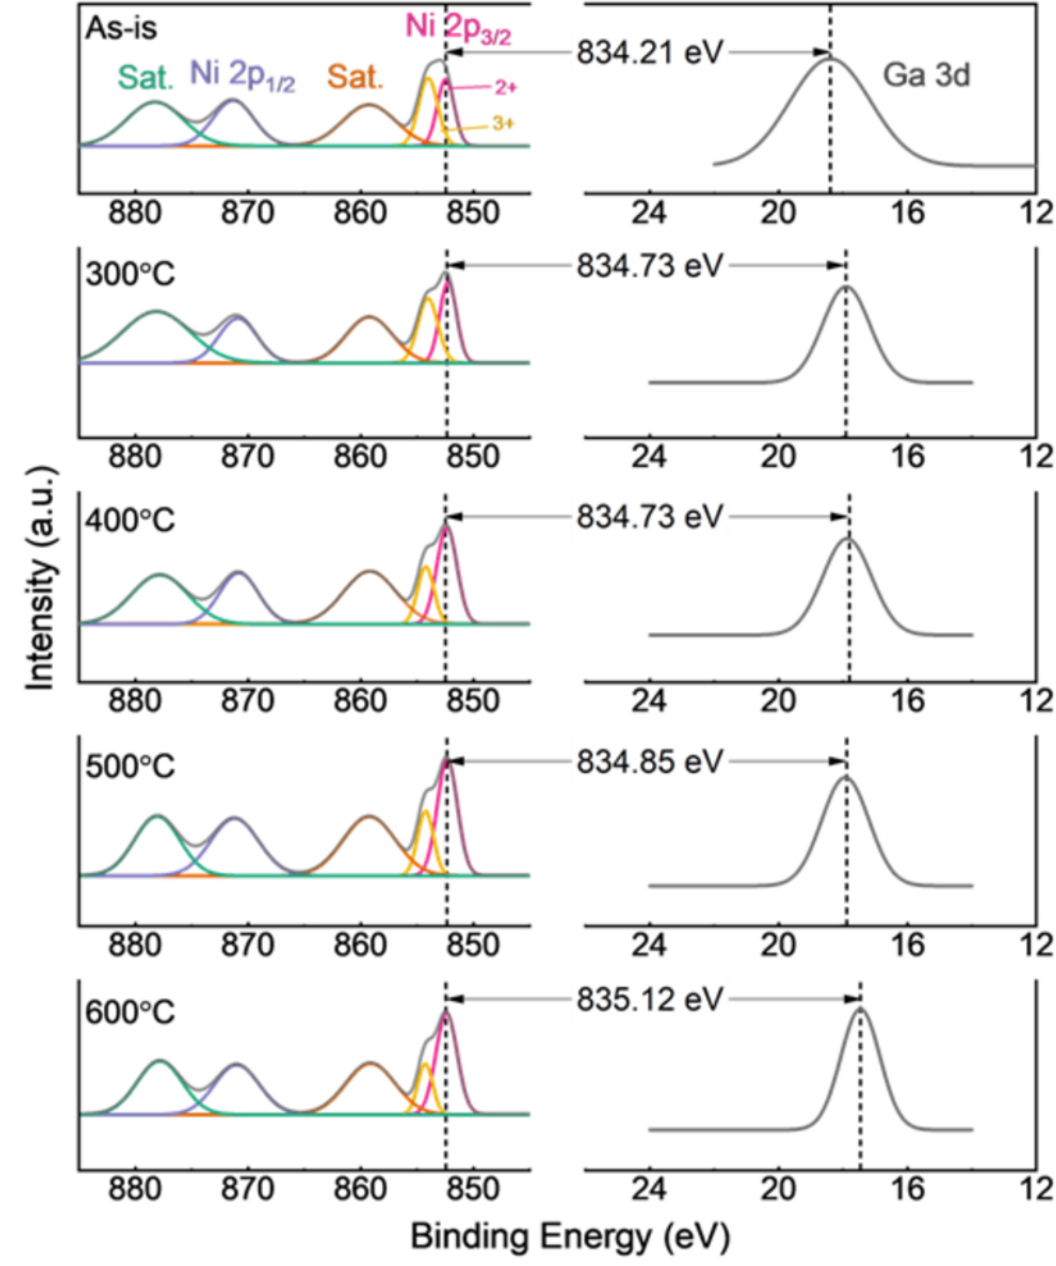 As-is
Ni 2p3/2
834.21 eV
Ga 3d
Sat.
Ni 2p1/2
Sat.
2+
3+
880 870 860 850 24 20 16 12
300°C
834.73 eV
880 870 860 850 24 20 16 12
400°C
834.73 eV
880 870 860 850 24 20 16 12
500°C
834.85 eV
880 870 860 850 24 20 16 12
600°C
835.12 eV
880 870 860 850 24 20 16 12
Intensity (a.u.)
Binding Energy (eV)